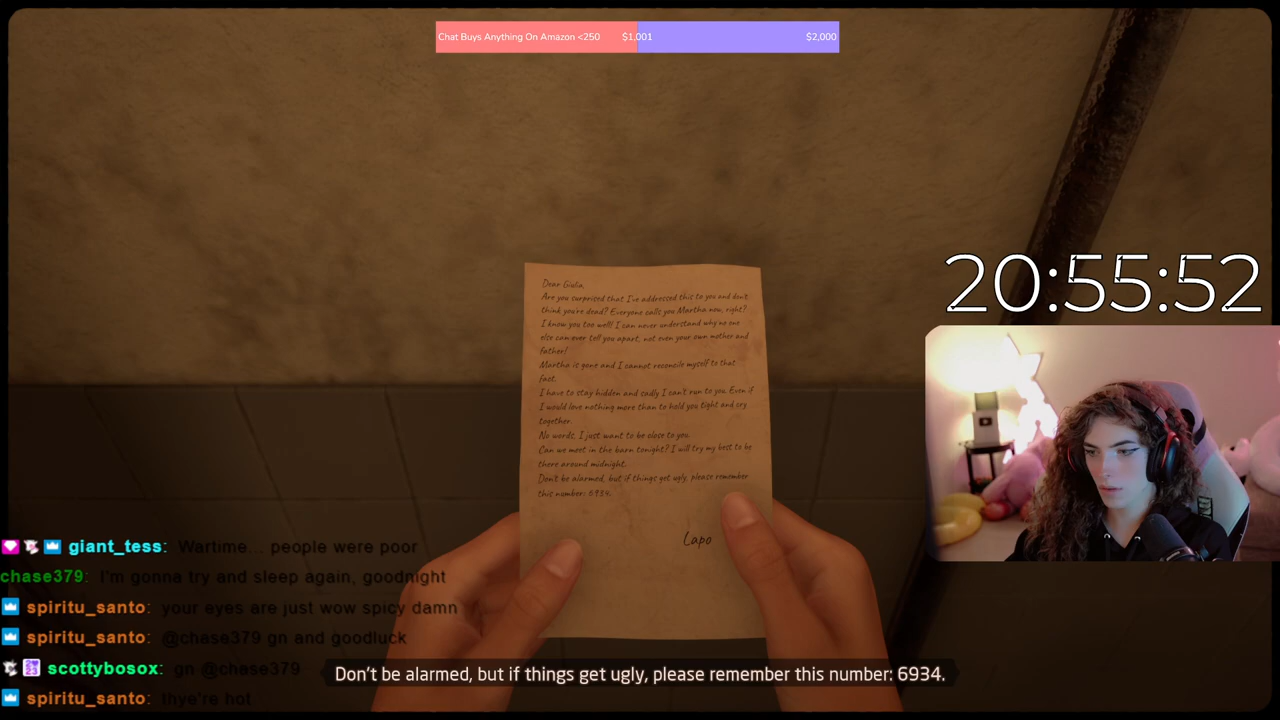 Chat Buys Anything On Amazon <250 $1,001 $2,000
20:55:52
Dear Giulia,
Are you surprised that I've addressed this to you and don't
think you're dead? Everyone calls you Martha now, right?
I know you too well! I can never understand why no one
else can ever tell you apart, not even your own mother and
father!
Martha is gone and I cannot reconcile myself to that
fact.
I have to stay hidden and sadly I can't run to you. Even if
I would love nothing more than to hold you tight and cry
together.
No words, I just want to be close to you.
Can we meet in the barn tonight? I will try my best to be
there around midnight.
Don't be alarmed, but if things get ugly, please remember
this number: 6934.
Lapo
giant_tess: Wartime... people were poor
chase379: I'm gonna try and sleep again, goodnight
spiritu_santo: your eyes are just wow spicy damn
spiritu_santo: @chase379 gn and goodluck
scottybosox: gn @chase379
spiritu_santo: thye're hot
Don't be alarmed, but if things get ugly, please remember this number: 6934.